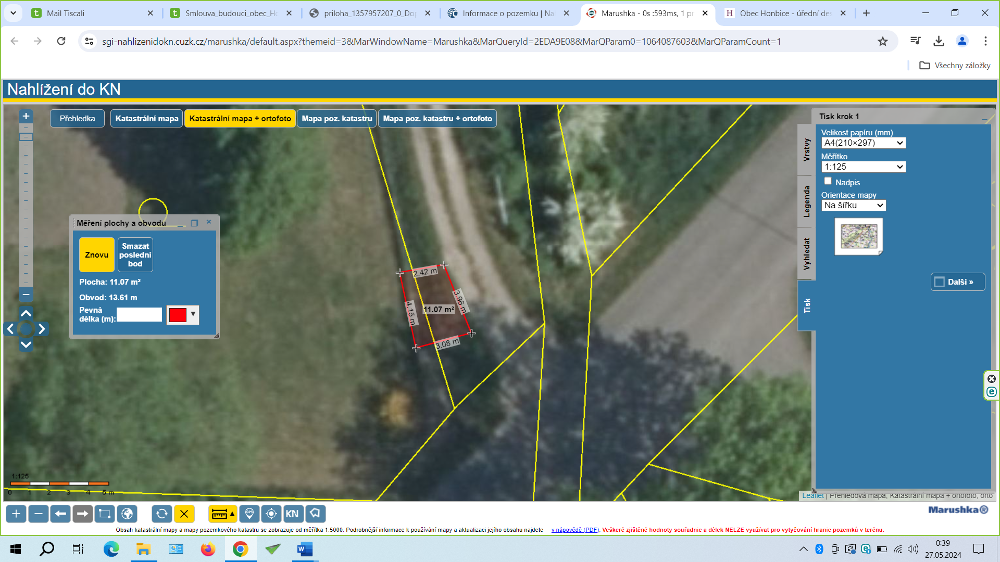 Mail Tiscali
Smlouva_budouci_obec_Ho
priloha_1357957207_0_Dop
Informace o pozemku | Nah
Marushka - 0s :593ms, 1 pr
Obec Honbice - úřední des
sgi-nahlizenidokn.cuzk.cz/marushka/default.aspx?themeid=3&MarWindowName=Marushka&MarQueryId=2EDA9E08&MarQParam0=1064087603&MarQParamCount=1
Všechny záložky
Nahlížení do KN
Přehledka
Katastrální mapa
Katastrální mapa + ortofoto
Mapa poz. katastru
Mapa poz. katastru + ortofoto
Tisk krok 1
Velikost papíru (mm)
A4(210×297)
Měřítko
1:125
Nadpis
Orientace mapy
Na šířku
Další »
Vrstvy
Legenda
Vyhledat
Tisk
Měření plochy a obvodu
Znovu
Smazat
poslední
bod
Plocha: 11.07 m²
Obvod: 13.61 m
Pevná
délka (m):
2.42 m
3.96 m
4.15 m
11.07 m²
3.08 m
1:125
0 1 2 3 4 5 m
Leaflet | Přehledová mapa, Katastrální mapa + ortofoto, orto
GPS
KN
Marushka®
Obsah katastrální mapy a mapy pozemkového katastru se zobrazuje od měřítka 1:5000. Podrobnější informace k používání mapy a aktualizaci jejího obsahu najdete v nápovědě (PDF). Veškeré zjištěné hodnoty souřadnic a délek NELZE využívat pro vytyčování hranic pozemků v terénu.
0:39
27.05.2024